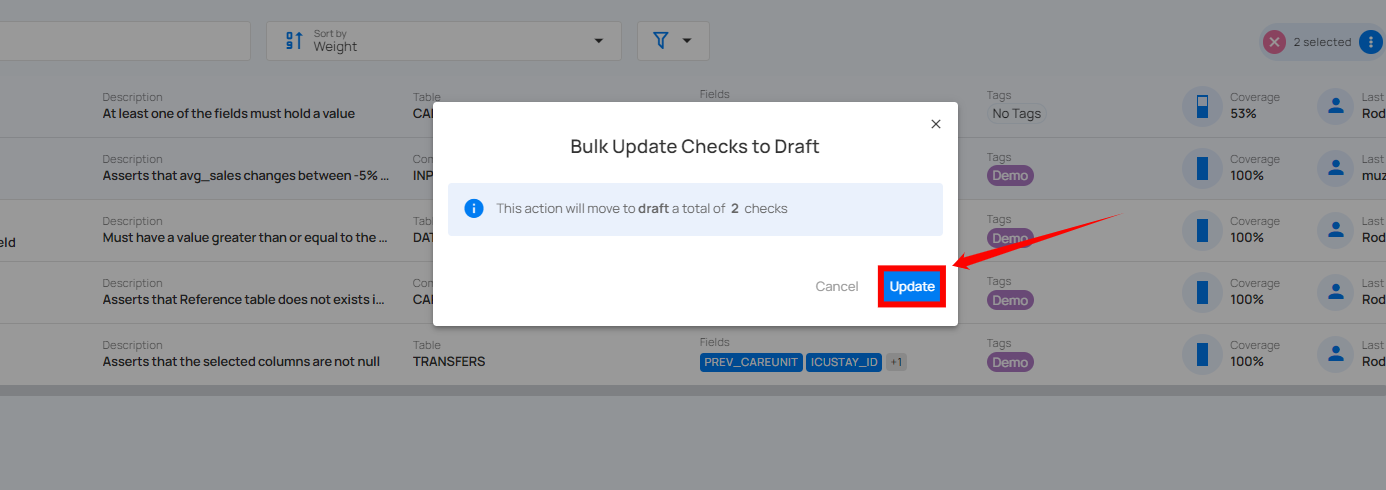 Sort by
Weight
2 selected
Description
At least one of the fields must hold a value
Table
CAI
Fields
Tags
No Tags
Coverage
53%
Last
Rod
Bulk Update Checks to Draft
Description
Asserts that avg_sales changes between -5% ...
INP
Tags
Demo
Coverage
100%
Last
muz
This action will move to draft a total of 2 checks
eld
Description
Must have a value greater than or equal to the ...
Table
DAT
Tags
Demo
Coverage
100%
Last
Rod
Description
Asserts that Reference table does not exists i...
Tags
Demo
Coverage
100%
Last
Rod
Cancel
Update
Description
Asserts that the selected columns are not null
Table
TRANSFERS
Fields
PREV_CAREUNIT ICUSTAY_ID +1
Tags
Demo
Coverage
100%
Last
Rod